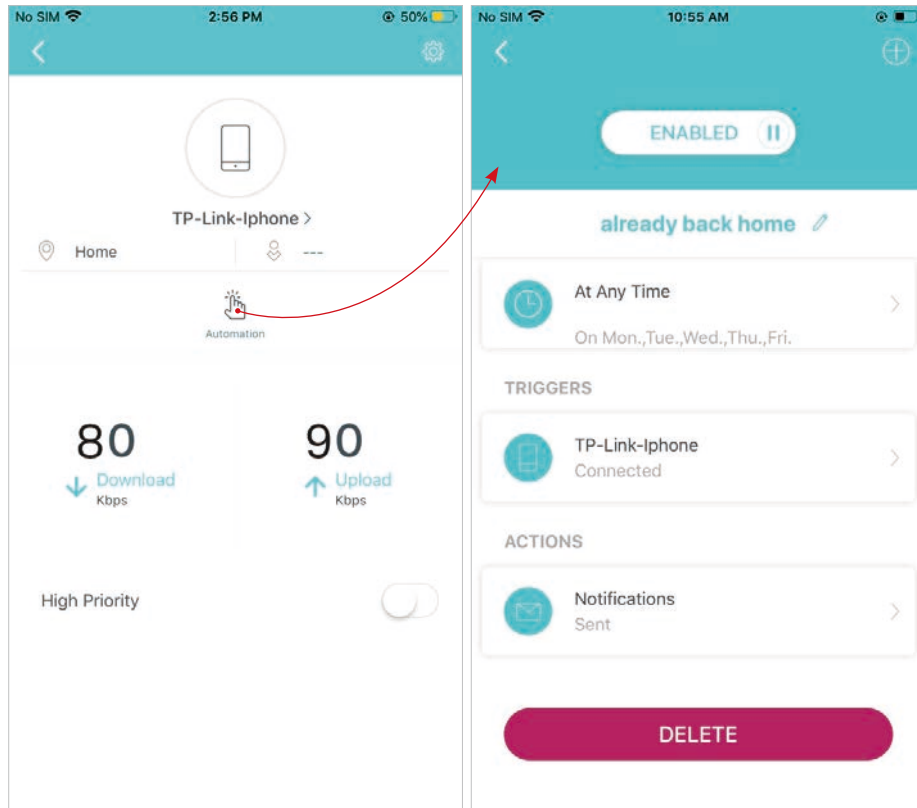 No SIM 2:56 PM 50%
TP-Link-Iphone >
Home ---
Automation
80 90
Download Upload
Kbps Kbps
High Priority
No SIM 10:55 AM
ENABLED
already back home
At Any Time
On Mon.,Tue.,Wed.,Thu.,Fri.
TRIGGERS
TP-Link-Iphone
Connected
ACTIONS
Notifications
Sent
DELETE